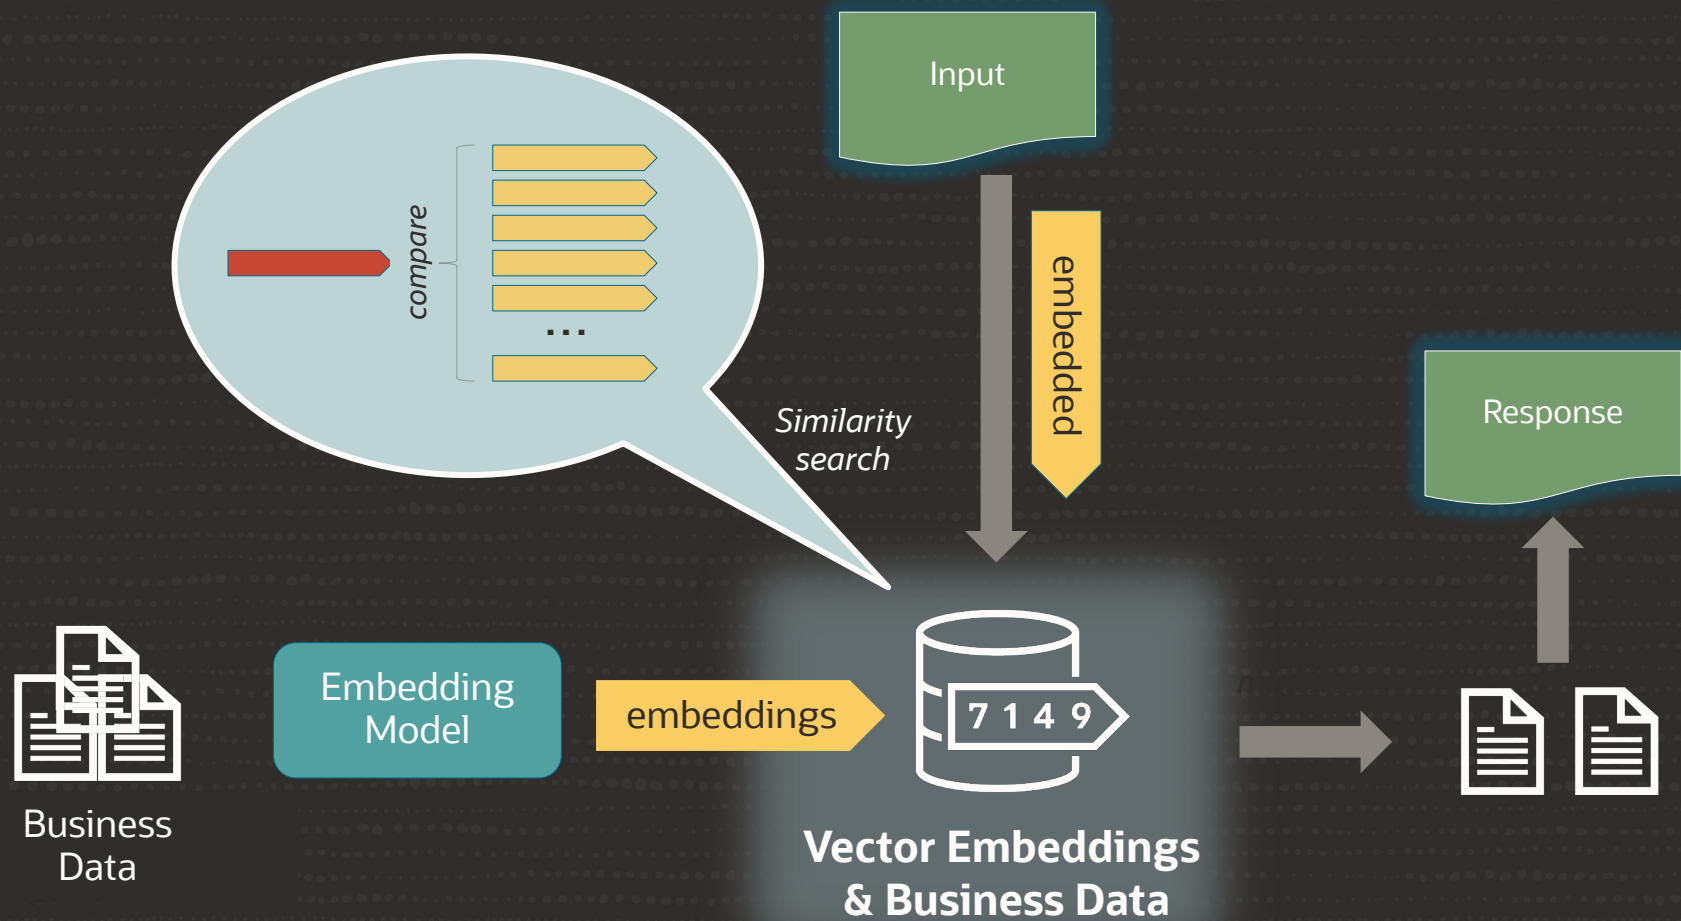 Input
compare
...
embedded
Similarity
search
Response
Embedding
Model
embeddings
7 1 4 9
Business
Data
Vector Embeddings
& Business Data